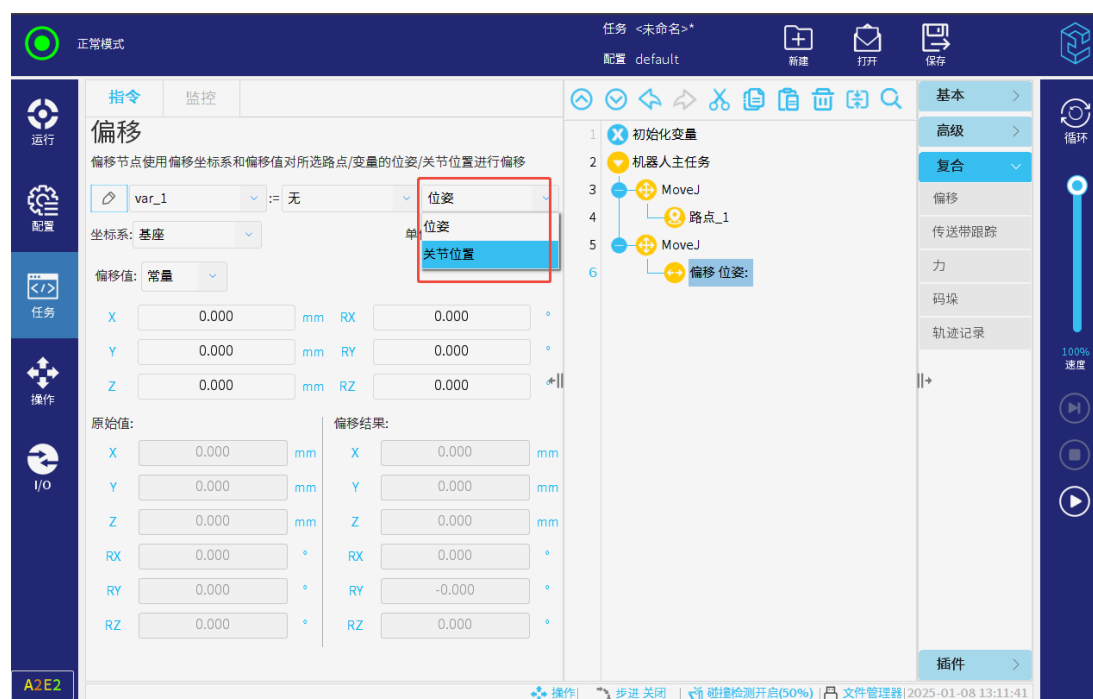 正常模式
任务 <未命名>*
配置 default
新建
打开
保存
运行
配置
任务
操作
I/O
A2E2
指令 监控
偏移
偏移节点使用偏移坐标系和偏移值对所选路点/变量的位姿/关节位置进行偏移
var_1 := 无 位姿
位姿
关节位置
坐标系: 基座
偏移值: 常量
X 0.000 mm RX 0.000 °
Y 0.000 mm RY 0.000 °
Z 0.000 mm RZ 0.000
原始值: 偏移结果:
X 0.000 mm X 0.000 mm
Y 0.000 mm Y 0.000 mm
Z 0.000 mm Z 0.000 mm
RX 0.000 ° RX 0.000 °
RY 0.000 ° RY -0.000 °
RZ 0.000 ° RZ 0.000 °
1 初始化变量
2 机器人主任务
3 MoveJ
4 路点_1
5 MoveJ
6 偏移 位姿:
基本
高级
复合
偏移
传送带跟踪
力
码垛
轨迹记录
插件
循环
100%
速度
操作 步进 关闭 碰撞检测开启(50%) 文件管理器 2025-01-08 13:11:41